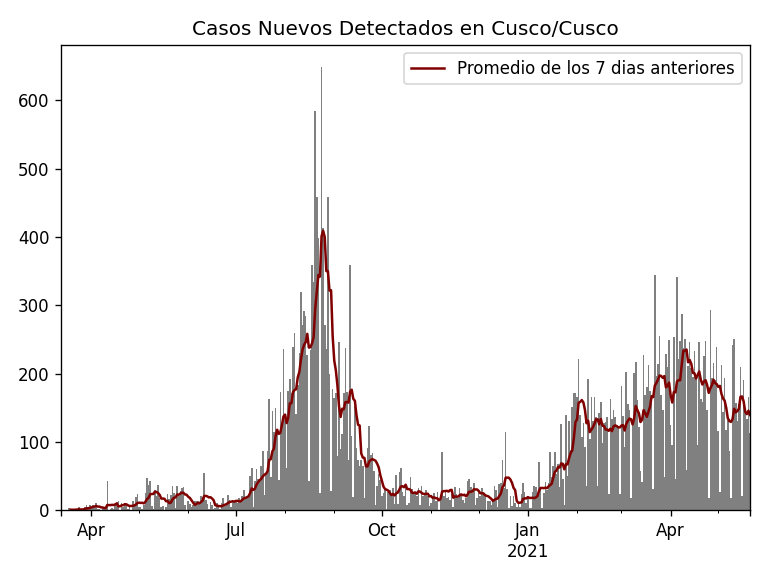 Casos Nuevos Detectados en Cusco/Cusco
Promedio de los 7 dias anteriores
600
500
400
300
200
100
0
Apr Jul Oct Jan Apr
2021